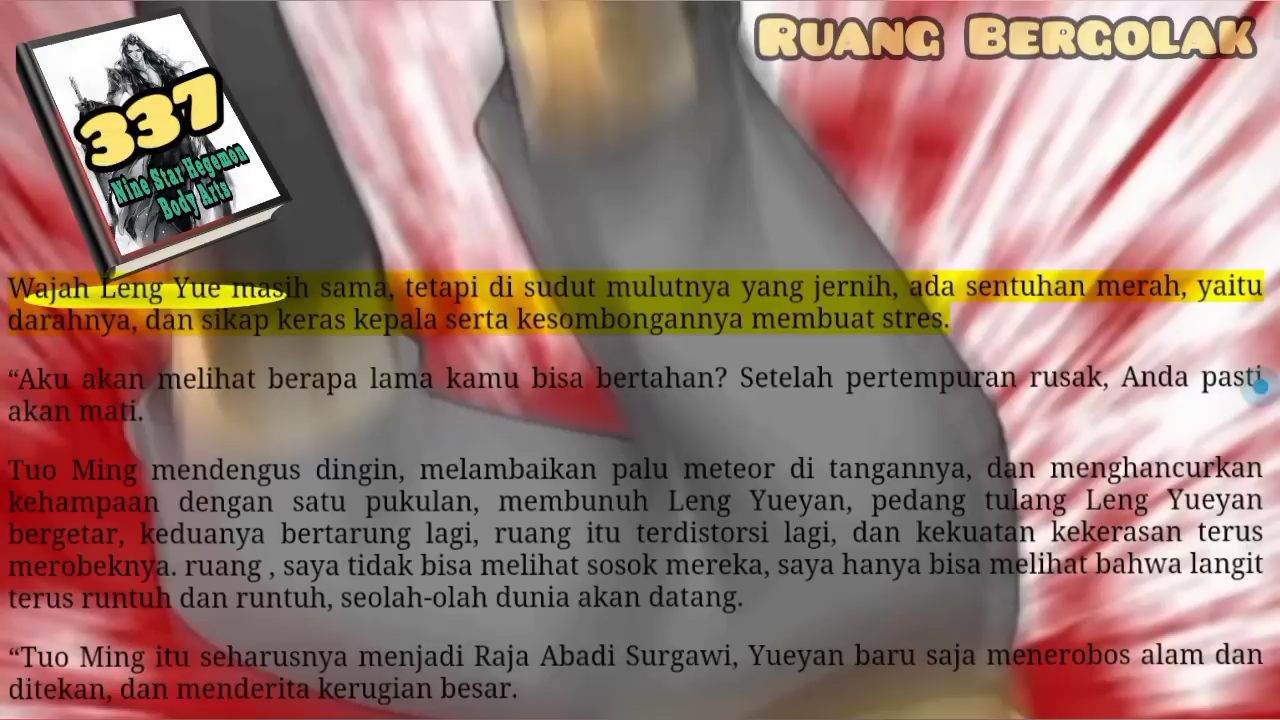 RUANG BERGOLAK
337
Nine Star Hegemon
Body Arts
Wajah Leng Yue masih sama, tetapi di sudut mulutnya yang jernih, ada sentuhan merah, yaitu
darahnya, dan sikap keras kepala serta kesombongannya membuat stres.
“Aku akan melihat berapa lama kamu bisa bertahan? Setelah pertempuran rusak, Anda pasti
akan mati.
Tuo Ming mendengus dingin, melambaikan palu meteor di tangannya, dan menghancurkan
kehampaan dengan satu pukulan, membunuh Leng Yueyan, pedang tulang Leng Yueyan
bergetar, keduanya bertarung lagi, ruang itu terdistorsi lagi, dan kekuatan kekerasan terus
merobeknya. ruang , saya tidak bisa melihat sosok mereka, saya hanya bisa melihat bahwa langit
terus runtuh dan runtuh, seolah-olah dunia akan datang.
“Tuo Ming itu seharusnya menjadi Raja Abadi Surgawi, Yueyan baru saja menerobos alam dan
ditekan, dan menderita kerugian besar.